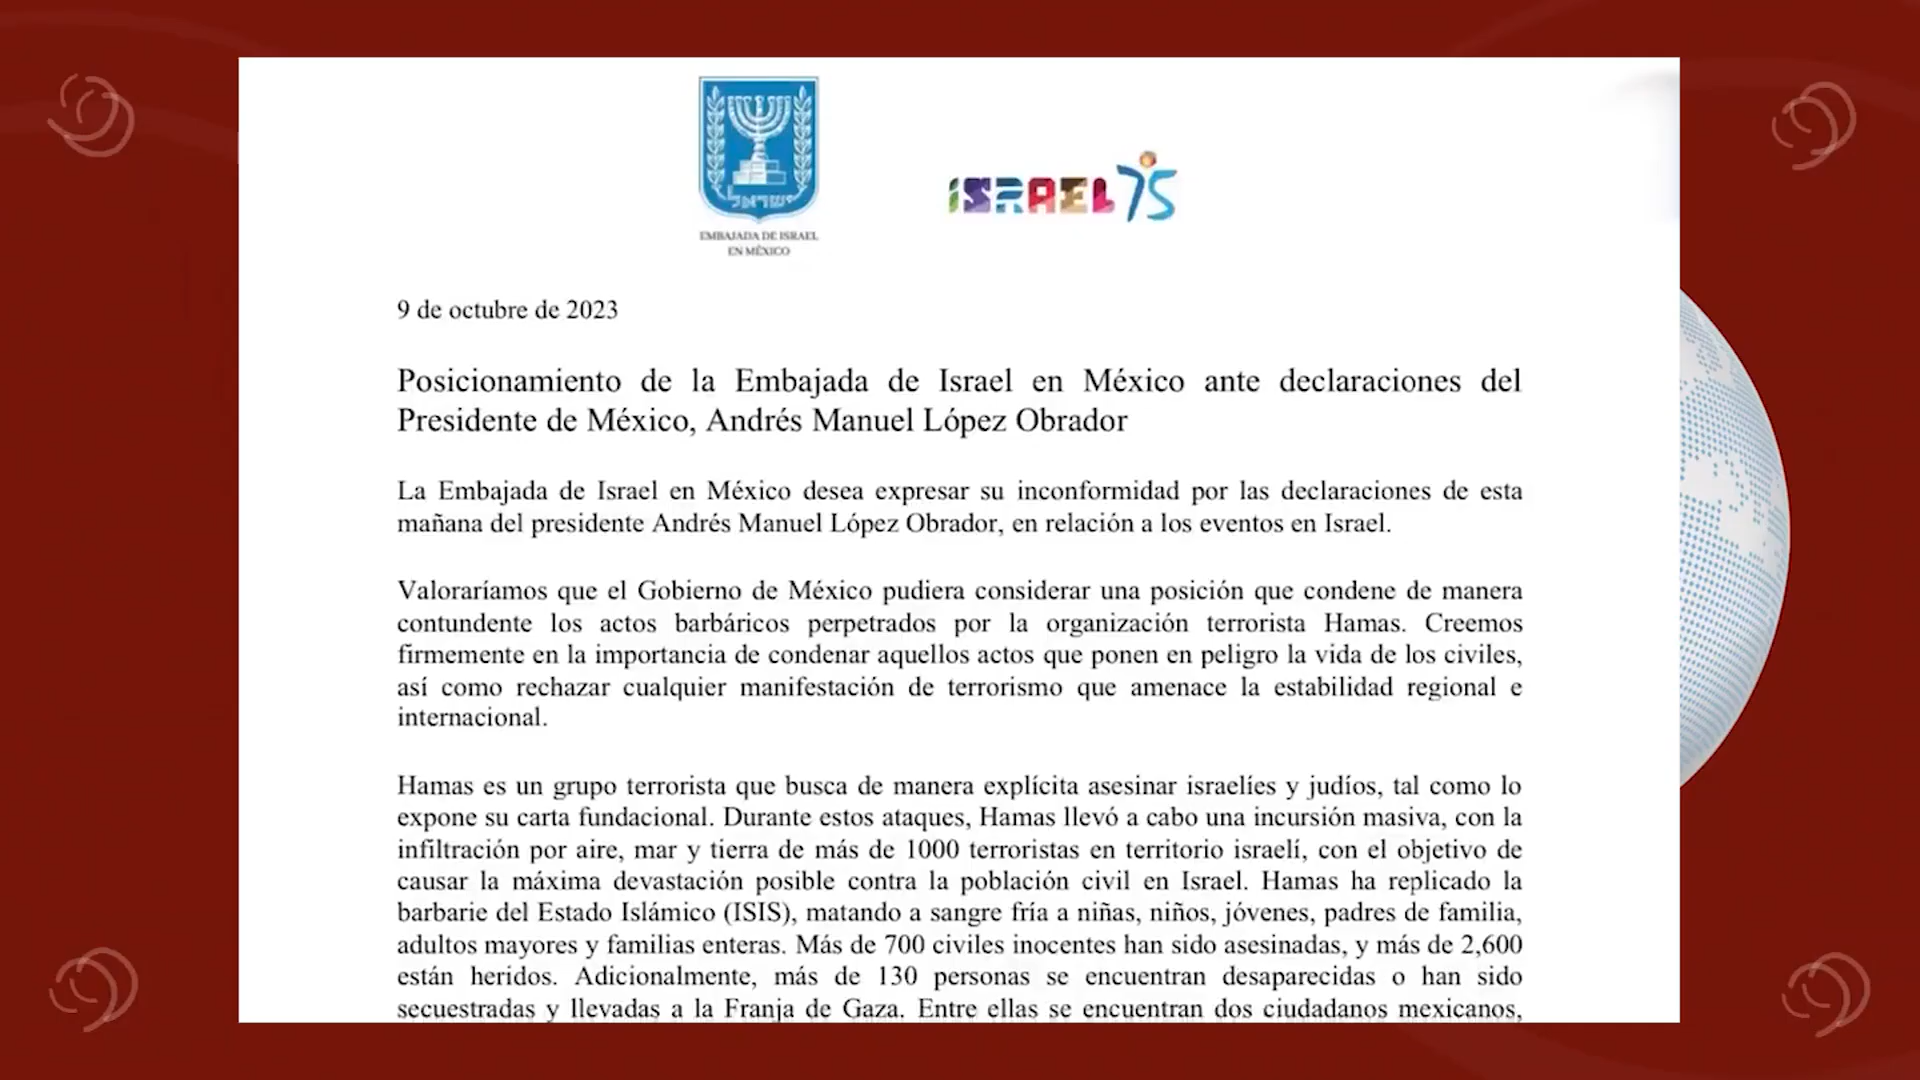 ישראל
EMBAJADA DE ISRAEL
EN MÉXICO
ISRAEL 75
9 de octubre de 2023
Posicionamiento de la Embajada de Israel en México ante declaraciones del
Presidente de México, Andrés Manuel López Obrador
La Embajada de Israel en México desea expresar su inconformidad por las declaraciones de esta
mañana del presidente Andrés Manuel López Obrador, en relación a los eventos en Israel.
Valoraríamos que el Gobierno de México pudiera considerar una posición que condene de manera
contundente los actos barbáricos perpetrados por la organización terrorista Hamas. Creemos
firmemente en la importancia de condenar aquellos actos que ponen en peligro la vida de los civiles,
así como rechazar cualquier manifestación de terrorismo que amenace la estabilidad regional e
internacional.
Hamas es un grupo terrorista que busca de manera explícita asesinar israelíes y judíos, tal como lo
expone su carta fundacional. Durante estos ataques, Hamas llevó a cabo una incursión masiva, con la
infiltración por aire, mar y tierra de más de 1000 terroristas en territorio israelí, con el objetivo de
causar la máxima devastación posible contra la población civil en Israel. Hamas ha replicado la
barbarie del Estado Islámico (ISIS), matando a sangre fría a niñas, niños, jóvenes, padres de familia,
adultos mayores y familias enteras. Más de 700 civiles inocentes han sido asesinadas, y más de 2,600
están heridos. Adicionalmente, más de 130 personas se encuentran desaparecidas o han sido
secuestradas y llevadas a la Franja de Gaza. Entre ellas se encuentran dos ciudadanos mexicanos,